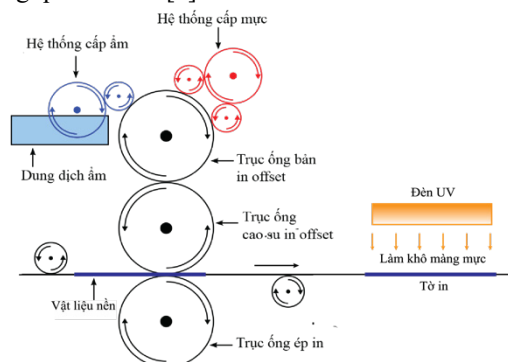 Hệ thống cấp mực
Hệ thống cấp ẩm
Dung dịch ẩm
Trục ống bản
in offset
Trục ống
cao su in offset
Đèn UV
Làm khô màng mực
Tờ in
Vật liệu nền
Trục ống ép in